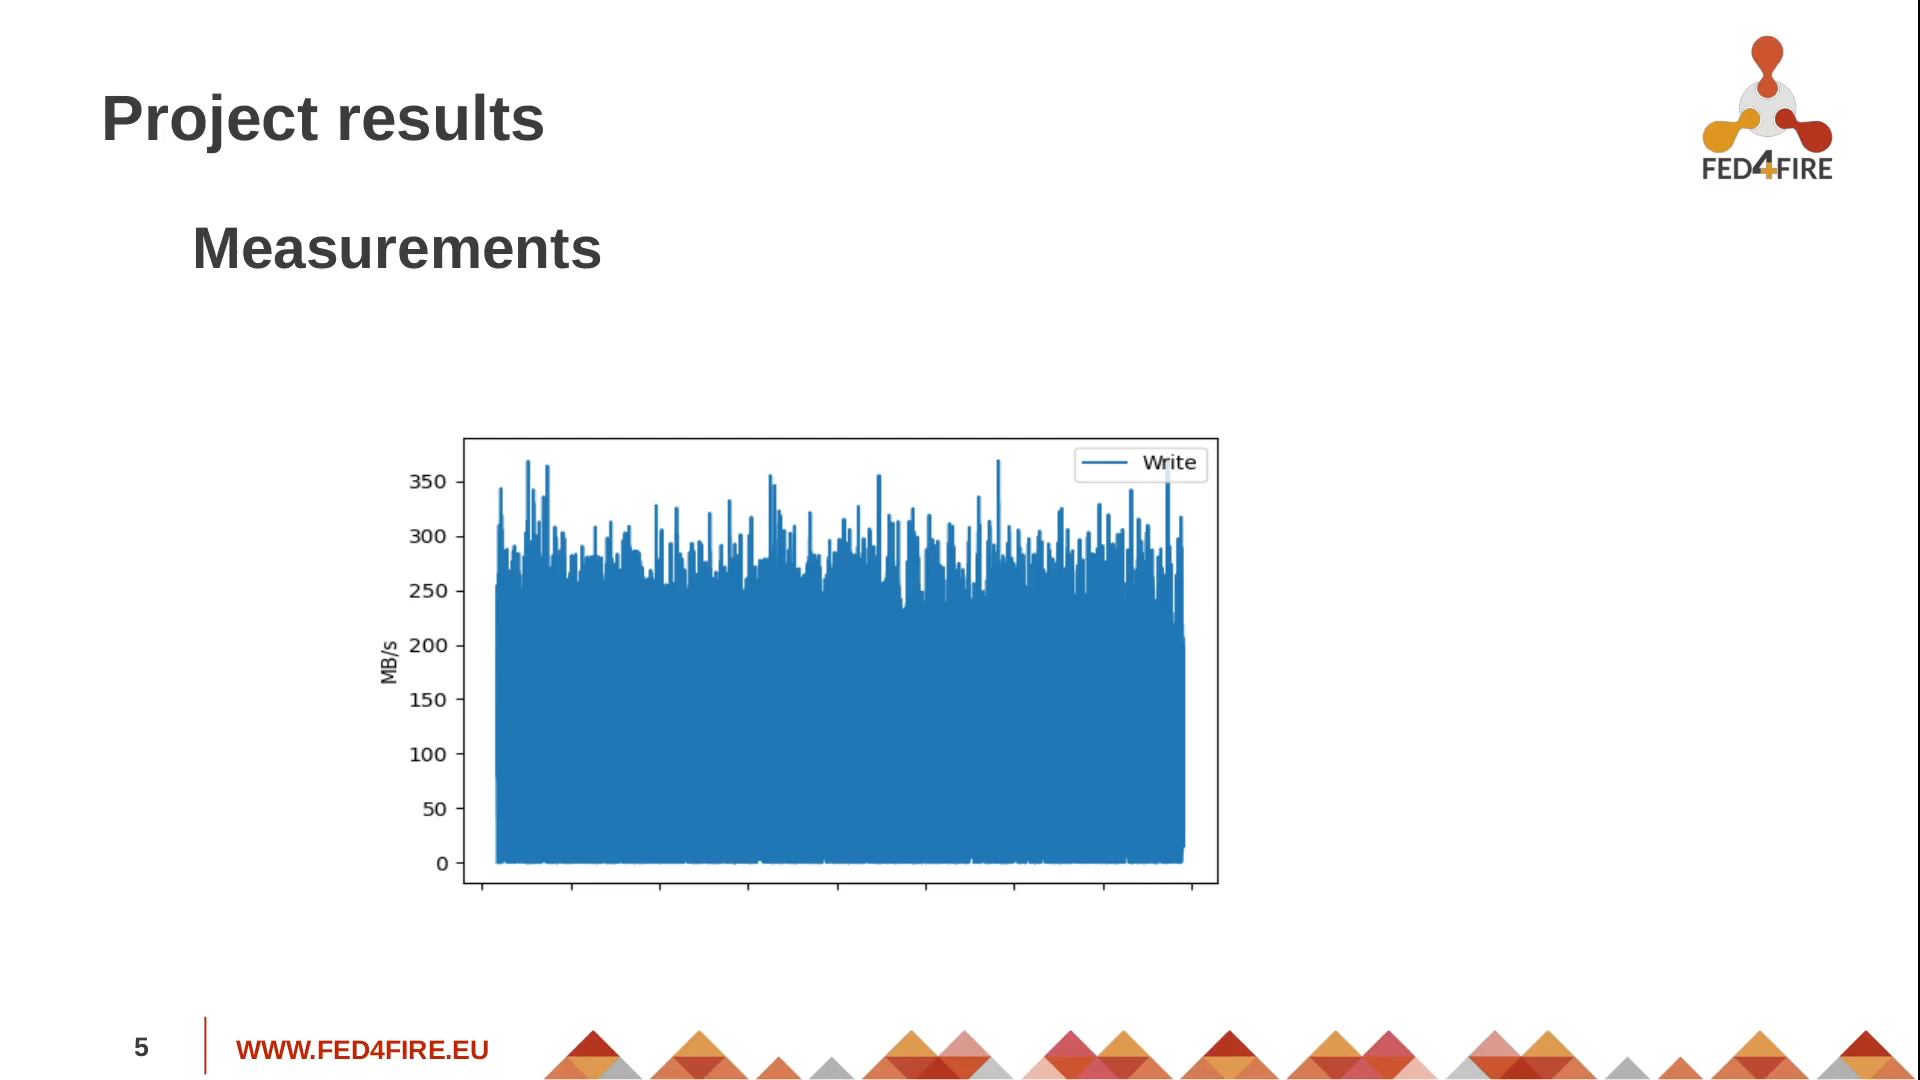 Project results
FED4FIRE
Measurements
Write
350
300
250
200
150
100
50
0
MB/s
5
WWW.FED4FIRE.EU